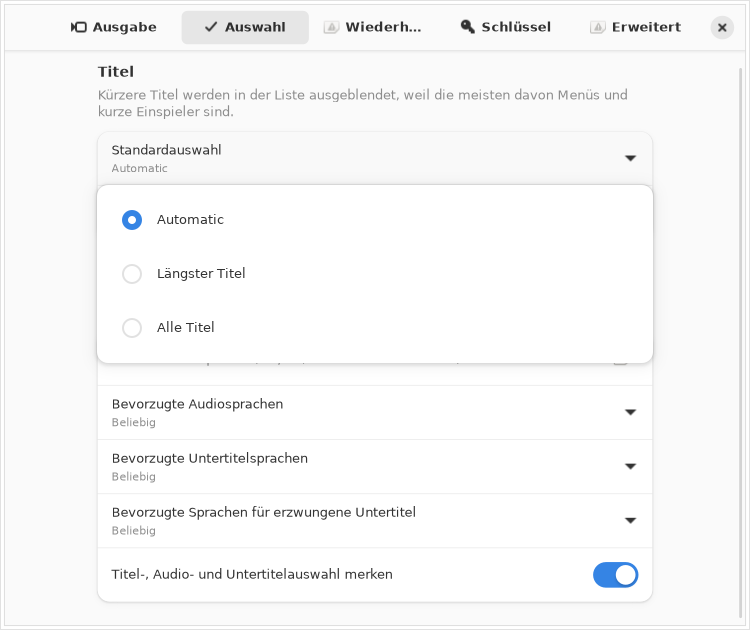 Ausgabe
Auswahl
Wiederh…
Schlüssel
Erweitert
Titel
Kürzere Titel werden in der Liste ausgeblendet, weil die meisten davon Menüs und
kurze Einspieler sind.
Standardauswahl
Automatic
Automatic
Längster Titel
Alle Titel
Bevorzugte Audiosprachen
Beliebig
Bevorzugte Untertitelsprachen
Beliebig
Bevorzugte Sprachen für erzwungene Untertitel
Beliebig
Titel-, Audio- und Untertitelauswahl merken